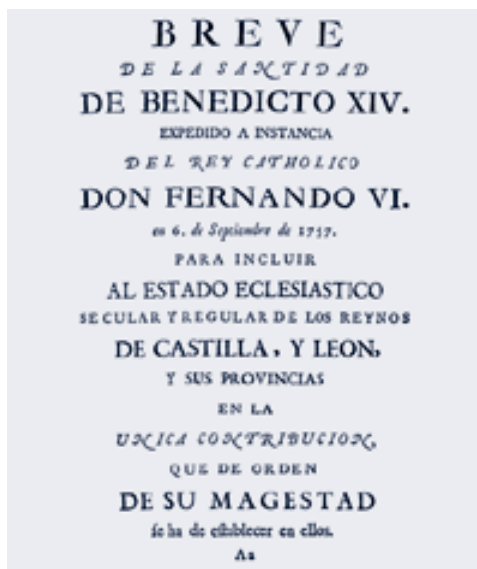 BREVE
DE LA SANTIDAD
DE BENEDICTO XIV.
EXPEDIDO A INSTANCIA
DEL REY CATHOLICO
DON FERNANDO VI.
en 6. de Septiembre de 1757.
PARA INCLUIR
AL ESTADO ECLESIASTICO
SECULAR Y REGULAR DE LOS REYNOS
DE CASTILLA, Y LEON,
Y SUS PROVINCIAS
EN LA
UNICA CONTRIBUCION,
QUE DE ORDEN
DE SU MAGESTAD
se ha de establecer en ellos.
Aa